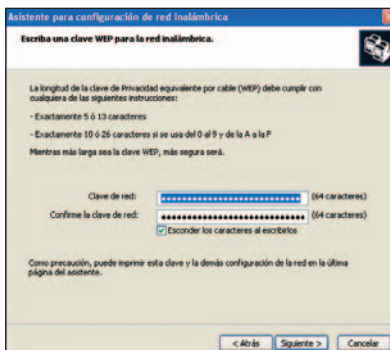 Asistente para configuración de red inalámbrica
Escriba una clave WEP para la red inalámbrica.
La longitud de la clave de Privacidad equivalente por cable (WEP) debe cumplir con
cualquiera de las siguientes instrucciones:
- Exactamente 5 ó 13 caracteres
- Exactamente 10 ó 26 caracteres si se usa del 0 al 9 y de la A a la F
Mientras más larga sea la clave WEP, más segura será.
Clave de red: (64 caracteres)
Confirme la clave de red: (64 caracteres)
Esconder los caracteres al escribirlos
Como precaución, puede imprimir esta clave y la demás configuración de la red en la última
página del asistente.
< Atrás Siguiente > Cancelar